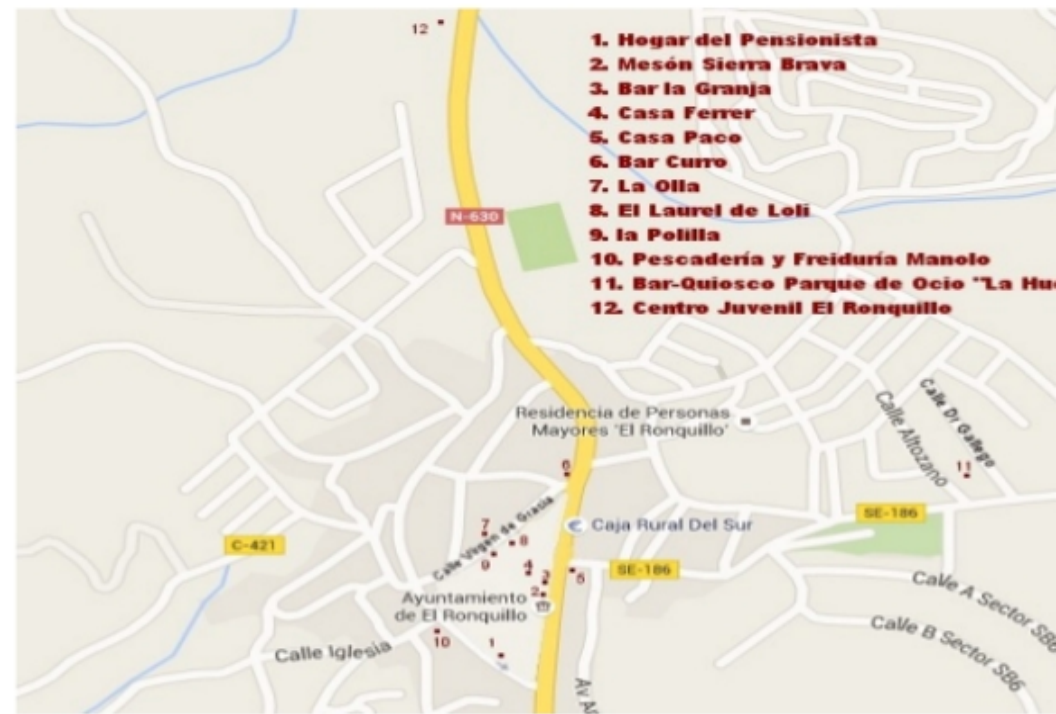 12
1. Hogar del Pensionista
2. Mesón Sierra Brava
3. Bar la Granja
4. Casa Ferrer
5. Casa Paco
6. Bar Curro
7. La Olla
8. El Laurel de Loli
9. la Polilla
10. Pescadería y Freiduría Manolo
11. Bar-Quiosco Parque de Ocio "La Hue
12. Centro Juvenil El Ronquillo
N-630
Residencia de Personas
Mayores 'El Ronquillo'
Calle Dr Gallego
Calle Altozano
11
6
SE-186
Calle Virgen de Gracia
Caja Rural Del Sur
7
8
C-421
9
4
3
SE-186
5
2
Ayuntamiento
de El Ronquillo
Calle A Sector SB6
Calle B Sector SB6
10
1
Calle Iglesia
Av